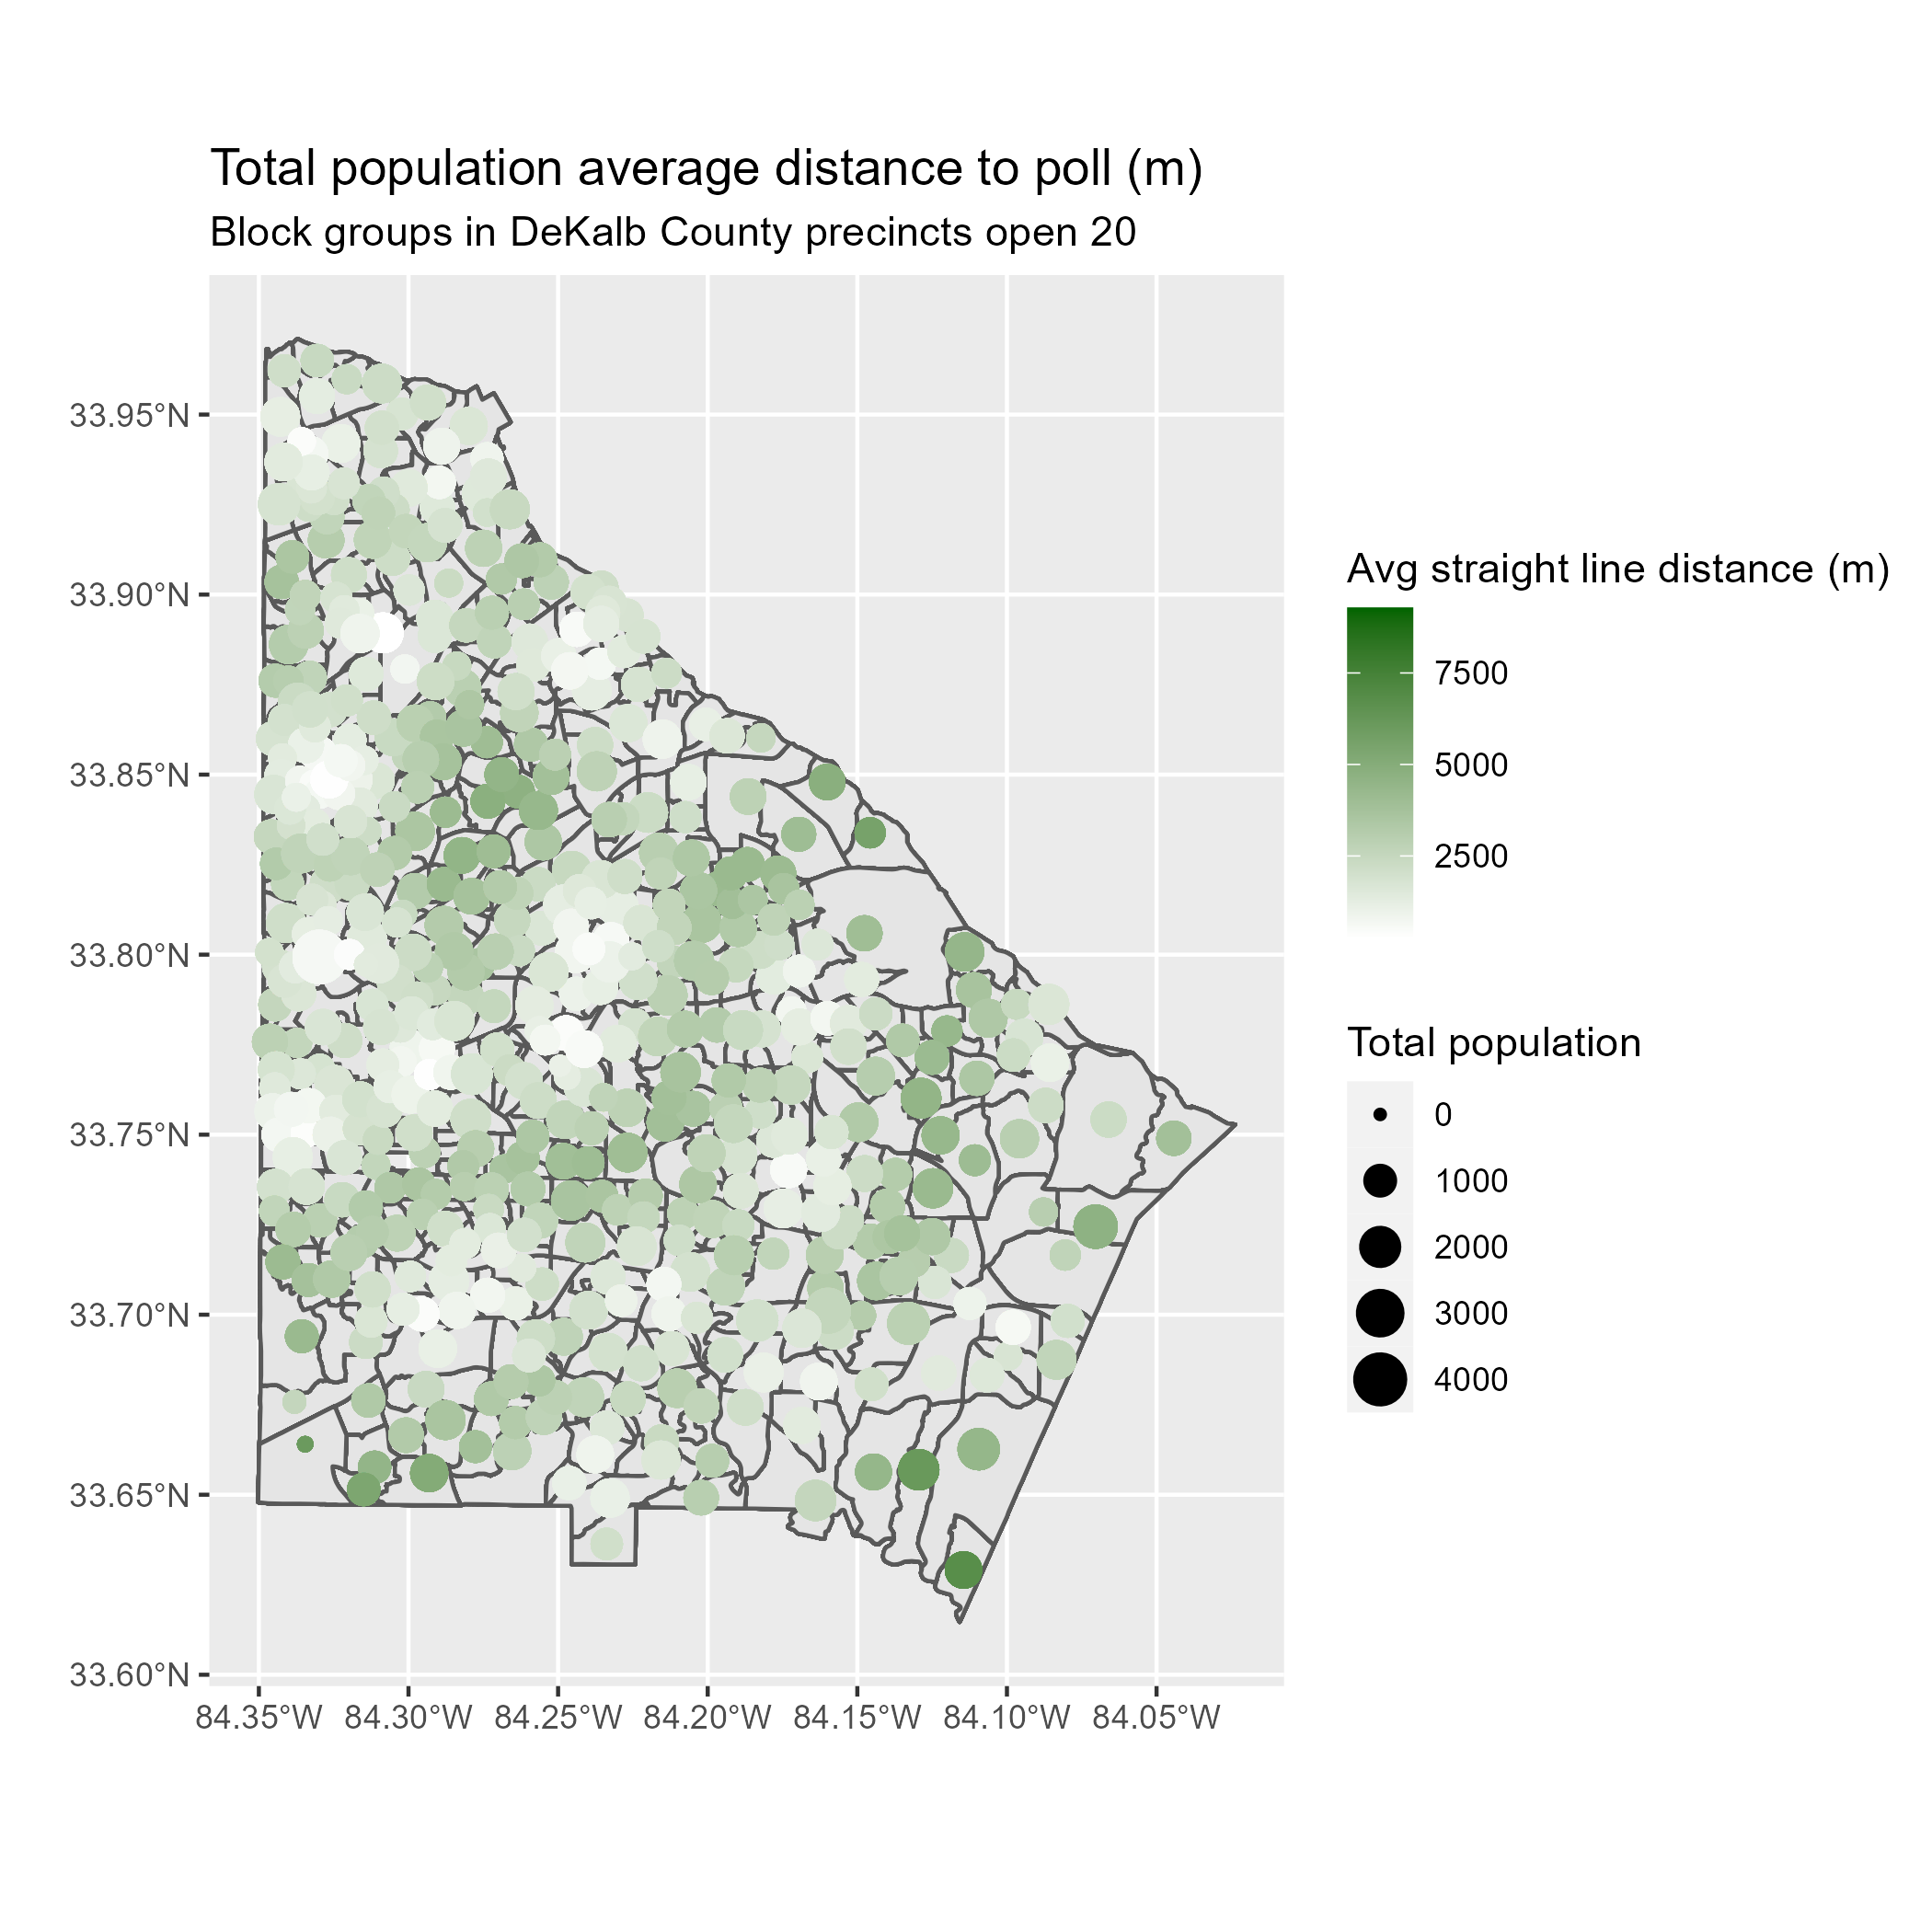 Total population average distance to poll (m)
Block groups in DeKalb County precincts open 20
33.95°N
33.90°N
33.85°N
33.80°N
33.75°N
33.70°N
33.65°N
33.60°N
84.35°W 84.30°W 84.25°W 84.20°W 84.15°W 84.10°W 84.05°W
Avg straight line distance (m)
7500
5000
2500
Total population
0
1000
2000
3000
4000